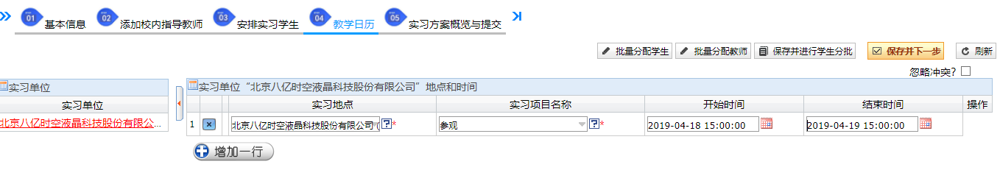 01 基本信息 02 添加校内指导教师 03 安排实习学生 04 教学日历 05 实习方案概览与提交
批量分配学生 批量分配教师 保存并进行学生分批 保存并下一步 刷新
忽略冲突?
实习单位
实习单位
北京八亿时空液晶科技股份有限公...
实习单位“北京八亿时空液晶科技股份有限公司”地点和时间
实习地点 实习项目名称 开始时间 结束时间 操作
1 北京八亿时空液晶科技股份有限公司 * 参观 * 2019-04-18 15:00:00 2019-04-19 15:00:00
增加一行